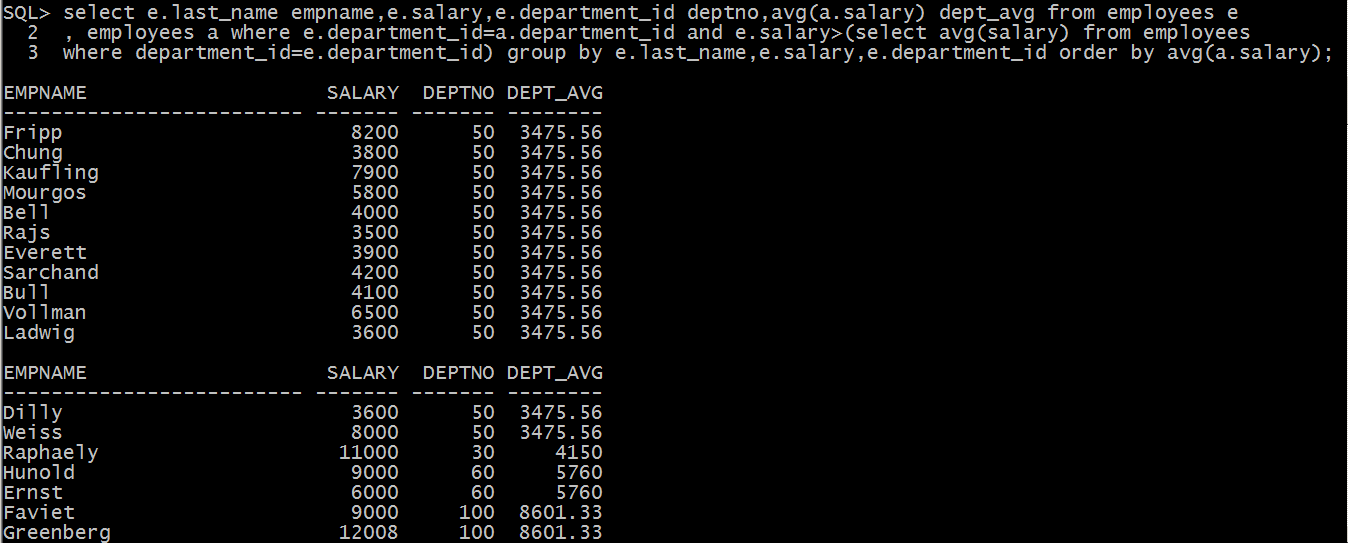 SQL> select e.last_name empname,e.salary,e.department_id deptno,avg(a.salary) dept_avg from employees e
  2  , employees a where e.department_id=a.department_id and e.salary>(select avg(salary) from employees
  3  where department_id=e.department_id) group by e.last_name,e.salary,e.department_id order by avg(a.salary);

EMPNAME                    SALARY  DEPTNO DEPT_AVG
------------------------- ------- ------- --------
Fripp                        8200      50  3475.56
Chung                        3800      50  3475.56
Kaufling                     7900      50  3475.56
Mourgos                      5800      50  3475.56
Bell                         4000      50  3475.56
Rajs                         3500      50  3475.56
Everett                      3900      50  3475.56
Sarchand                     4200      50  3475.56
Bull                         4100      50  3475.56
Vollman                      6500      50  3475.56
Ladwig                       3600      50  3475.56

EMPNAME                    SALARY  DEPTNO DEPT_AVG
------------------------- ------- ------- --------
Dilly                        3600      50  3475.56
Weiss                        8000      50  3475.56
Raphaely                    11000      30     4150
Hunold                       9000      60     5760
Ernst                        6000      60     5760
Faviet                       9000     100  8601.33
Greenberg                   12008     100  8601.33